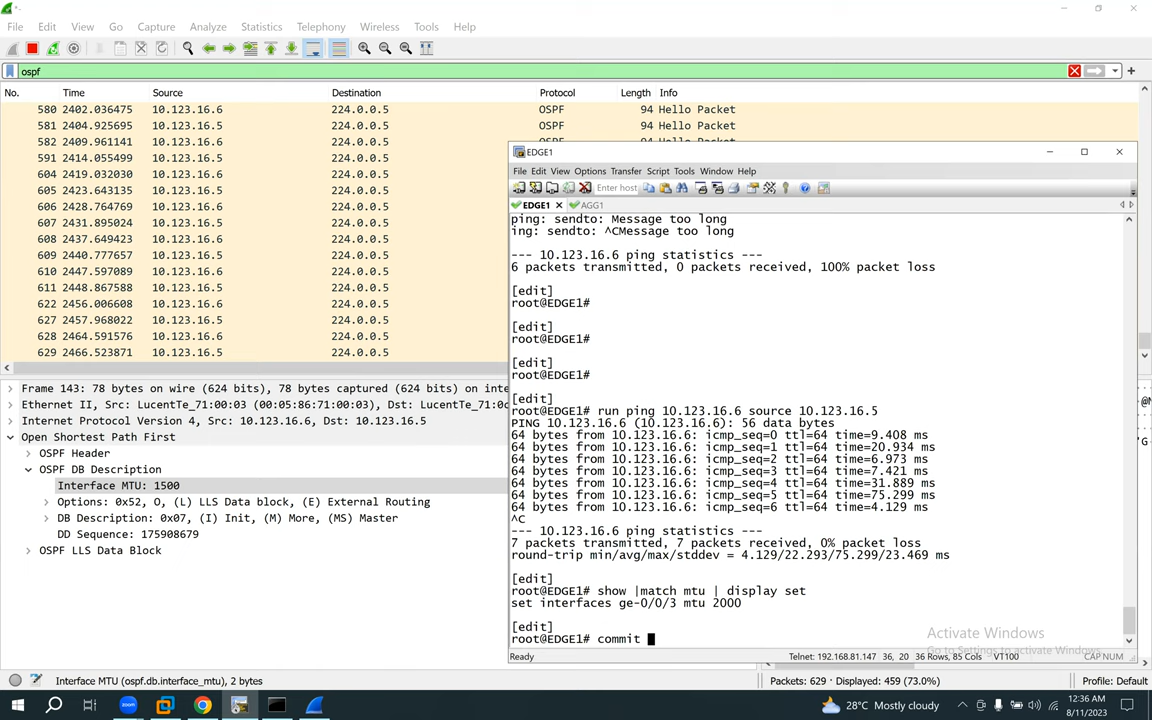 File Edit View Go Capture Analyze Statistics Telephony Wireless Tools Help
ospf
No. Time Source Destination Protocol Length Info
580 2402.036475 10.123.16.6 224.0.0.5 OSPF 94 Hello Packet
581 2404.925695 10.123.16.5 224.0.0.5 OSPF 94 Hello Packet
582 2409.961141 10.123.16.6 224.0.0.5 OSPF 94 Hello Packet
591 2414.055499 10.123.16.5 224.0.0.5
604 2419.032030 10.123.16.6 224.0.0.5
605 2423.643135 10.123.16.5 224.0.0.5
606 2428.764769 10.123.16.6 224.0.0.5
607 2431.895024 10.123.16.5 224.0.0.5
608 2437.649423 10.123.16.6 224.0.0.5
609 2440.777657 10.123.16.5 224.0.0.5
610 2447.597089 10.123.16.6 224.0.0.5
611 2448.867588 10.123.16.5 224.0.0.5
622 2456.006608 10.123.16.6 224.0.0.5
627 2457.968022 10.123.16.5 224.0.0.5
628 2464.591576 10.123.16.6 224.0.0.5
629 2466.523871 10.123.16.5 224.0.0.5
Frame 143: 78 bytes on wire (624 bits), 78 bytes captured (624 bits) on inte
Ethernet II, Src: LucentTe_71:00:03 (00:05:86:71:00:03), Dst: LucentTe_71:0
Internet Protocol Version 4, Src: 10.123.16.6, Dst: 10.123.16.5
Open Shortest Path First
OSPF Header
OSPF DB Description
Interface MTU: 1500
Options: 0x52, O, (L) LLS Data block, (E) External Routing
DB Description: 0x07, (I) Init, (M) More, (MS) Master
DD Sequence: 175908679
OSPF LLS Data Block
EDGE1
File Edit View Options Transfer Script Tools Window Help
Enter host
EDGE1 AGG1
ping: sendto: Message too long
ing: sendto: ^CMessage too long
--- 10.123.16.6 ping statistics ---
6 packets transmitted, 0 packets received, 100% packet loss
[edit]
root@EDGE1#
[edit]
root@EDGE1#
[edit]
root@EDGE1#
[edit]
root@EDGE1# run ping 10.123.16.6 source 10.123.16.5
PING 10.123.16.6 (10.123.16.6): 56 data bytes
64 bytes from 10.123.16.6: icmp_seq=0 ttl=64 time=9.408 ms
64 bytes from 10.123.16.6: icmp_seq=1 ttl=64 time=20.934 ms
64 bytes from 10.123.16.6: icmp_seq=2 ttl=64 time=6.973 ms
64 bytes from 10.123.16.6: icmp_seq=3 ttl=64 time=7.421 ms
64 bytes from 10.123.16.6: icmp_seq=4 ttl=64 time=31.889 ms
64 bytes from 10.123.16.6: icmp_seq=5 ttl=64 time=75.299 ms
64 bytes from 10.123.16.6: icmp_seq=6 ttl=64 time=4.129 ms
^C
--- 10.123.16.6 ping statistics ---
7 packets transmitted, 7 packets received, 0% packet loss
round-trip min/avg/max/stddev = 4.129/22.293/75.299/23.469 ms
[edit]
root@EDGE1# show |match mtu | display set
set interfaces ge-0/0/3 mtu 2000
[edit]
root@EDGE1# commit
Activate Windows
Go to Settings to activate Windows.
Ready Telnet: 192.168.81.147 36, 20 36 Rows, 85 Cols VT100 CAP NUM
Interface MTU (ospf.db.interface_mtu), 2 bytes Packets: 629 · Displayed: 459 (73.0%) Profile: Default
28°C Mostly cloudy 12:36 AM
8/11/2023